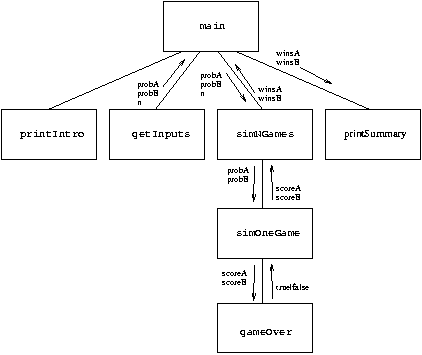 main
winsA
winsB
probA
probB
n
probA
probB
n
winsA
winsB
printIntro
getInputs
simNGames
printSummary
probA
probB
scoreA
scoreB
simOneGame
scoreA
scoreB
true|false
gameOver